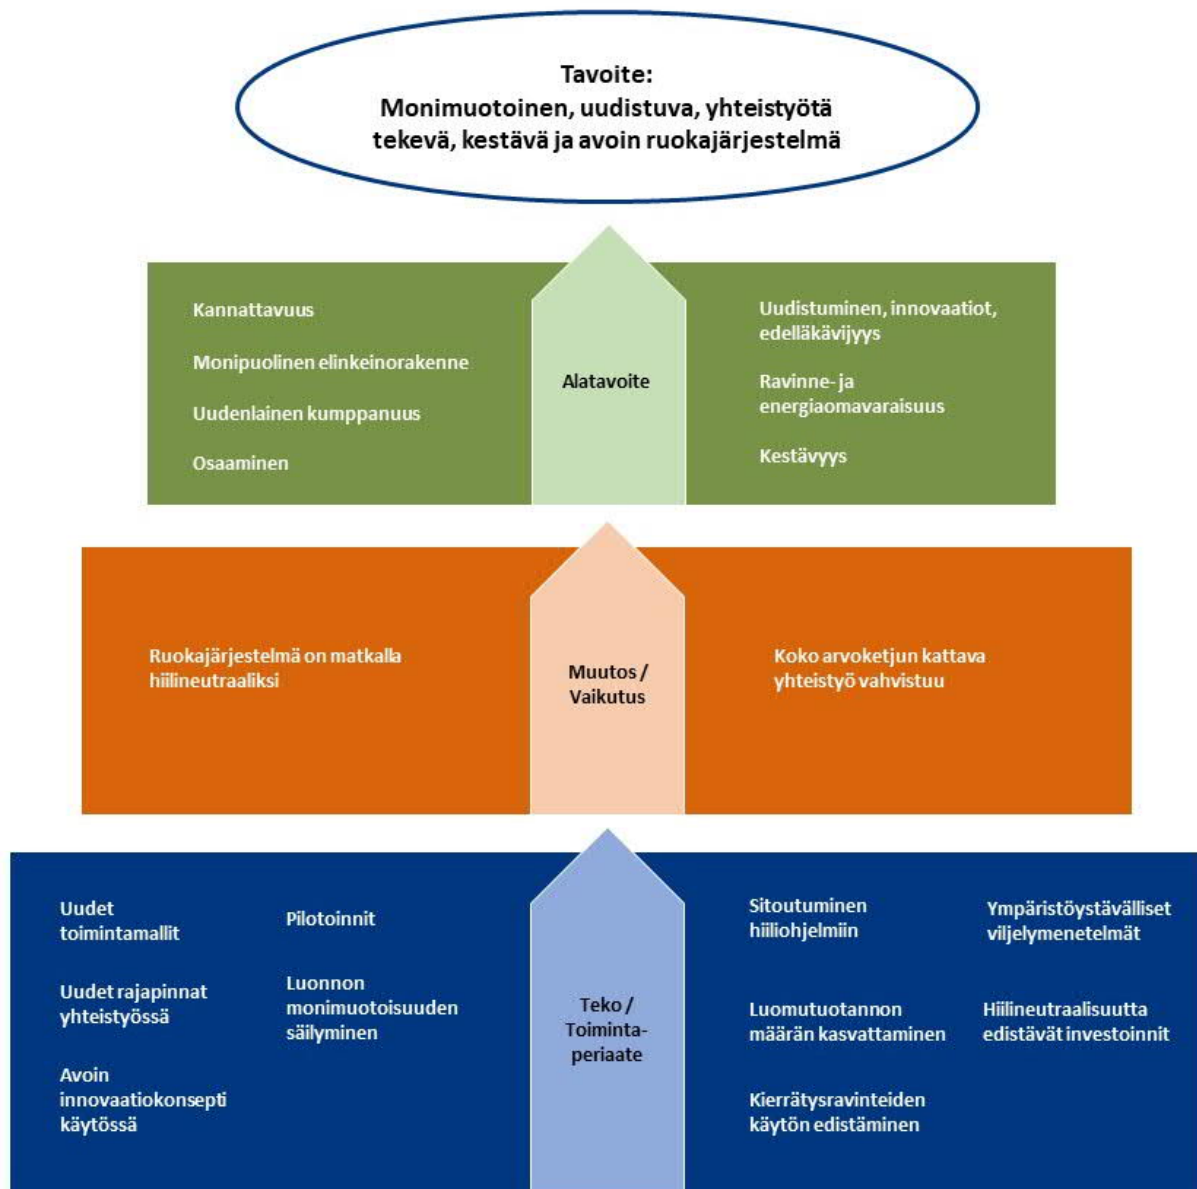 Tavoite:
Monimuotoinen, uudistuva, yhteistyötä
tekevä, kestävä ja avoin ruokajärjestelmä
Kannattavuus
Monipuolinen elinkeinorakenne
Uudenlainen kumppanuus
Osaaminen
Alatavoite
Uudistuminen, innovaatiot,
edelläkävijyys
Ravinne- ja
energiaomavaraisuus
Kestävyys
Ruokajärjestelmä on matkalla
hiilineutraaliksi
Muutos /
Vaikutus
Koko arvoketjun kattava
yhteistyö vahvistuu
Uudet
toimintamallit
Uudet rajapinnat
yhteistyössä
Avoin
innovaatiokonsepti
käytössä
Pilotoinnit
Luonnon
monimuotoisuuden
säilyminen
Teko /
Toiminta-
periaate
Sitoutuminen
hiiliohjelmiin
Luomutuotannon
määrän kasvattaminen
Kierrätysravinteiden
käytön edistäminen
Ympäristöystävälliset
viljelymenetelmät
Hiilineutraalisuutta
edistävät investoinnit